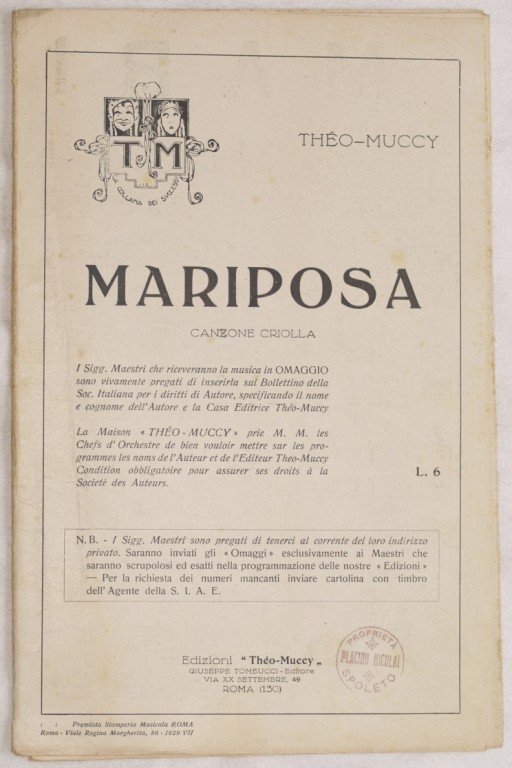 T M
LA COLLANA DEI SUCCESSI
THÉO-MUCCY
MARIPOSA
CANZONE CRIOLLA
I Sigg. Maestri che riceveranno la musica in OMAGGIO
sono vivamente pregati di inserirla sul Bollettino della
Soc. Italiana per i diritti di Autore, specificando il nome
e cognome dell'Autore e la Casa Editrice Théo-Muccy
La Maison « THÉO-MUCCY » prie M. M. les
Chefs d'Orchestre de bien vouloir mettre sur les pro-
grammes les noms de l'Auteur et de l'Editeur Theo-Muccy
Condition obbligatoire pour assurer ses droits à la
Societé des Auteurs.
L. 6
N.B. - I Sigg. Maestri sono pregati di tenerci al corrente del loro indirizzo
privato. Saranno inviati gli «Omaggi» esclusivamente ai Maestri che
saranno scrupolosi ed esatti nella programmazione delle nostre «Edizioni»
— Per la richiesta dei numeri mancanti inviare cartolina con timbro
dell'Agente della S. I. A. E.
Edizioni "Théo-Muccy„
GIUSEPPE TOMEUCCI-Editore
VIA XX SETTEMBRE, 49
ROMA (130)
PROPRIETÀ
PLACIDO NICOLAI
SPOLETO
Premiata Stamperia Musicale ROMA
Roma - Viale Regina Margherita, 86 - 1929 VII